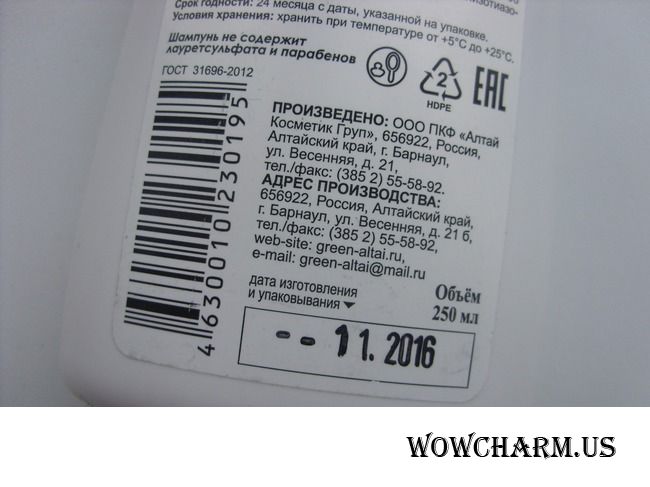 Срок годности: 24 месяца с даты, указанной на упаковке.
Условия хранения: хранить при температуре от +5°С до +25°С.
Шампунь не содержит
лауретсульфата и парабенов
ГОСТ 31696-2012
2
HDPE
EAC
ПРОИЗВЕДЕНО: ООО ПКФ «Алтай
Косметик Груп», 656922, Россия,
Алтайский край, г. Барнаул,
ул. Весенняя, д. 21,
тел./факс: (385 2) 55-58-92.
АДРЕС ПРОИЗВОДСТВА:
656922, Россия, Алтайский край,
г. Барнаул, ул. Весенняя, д. 21 б,
тел./факс: (385 2) 55-58-92,
web-site: green-altai.ru,
e-mail: green-altai@mail.ru
4 630010 230195
дата изготовления
и упаковывания
Объём
250 мл
-- 11. 2016
WOWCHARM.US